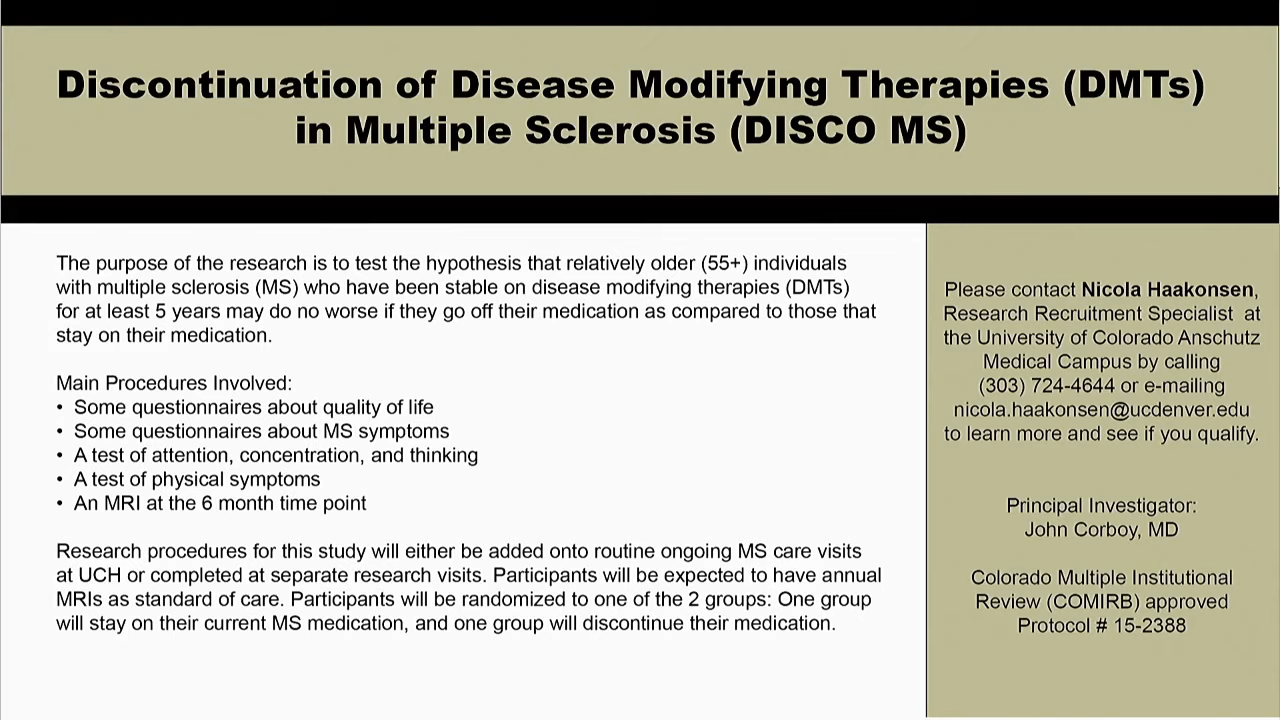 Discontinuation of Disease Modifying Therapies (DMTs)
in Multiple Sclerosis (DISCO MS)
The purpose of the research is to test the hypothesis that relatively older (55+) individuals
with multiple sclerosis (MS) who have been stable on disease modifying therapies (DMTs)
for at least 5 years may do no worse if they go off their medication as compared to those that
stay on their medication.
Main Procedures Involved:
• Some questionnaires about quality of life
• Some questionnaires about MS symptoms
• A test of attention, concentration, and thinking
• A test of physical symptoms
• An MRI at the 6 month time point
Research procedures for this study will either be added onto routine ongoing MS care visits
at UCH or completed at separate research visits. Participants will be expected to have annual
MRIs as standard of care. Participants will be randomized to one of the 2 groups: One group
will stay on their current MS medication, and one group will discontinue their medication.
Please contact Nicola Haakonsen,
Research Recruitment Specialist at
the University of Colorado Anschutz
Medical Campus by calling
(303) 724-4644 or e-mailing
nicola.haakonsen@ucdenver.edu
to learn more and see if you qualify.
Principal Investigator:
John Corboy, MD
Colorado Multiple Institutional
Review (COMIRB) approved
Protocol # 15-2388